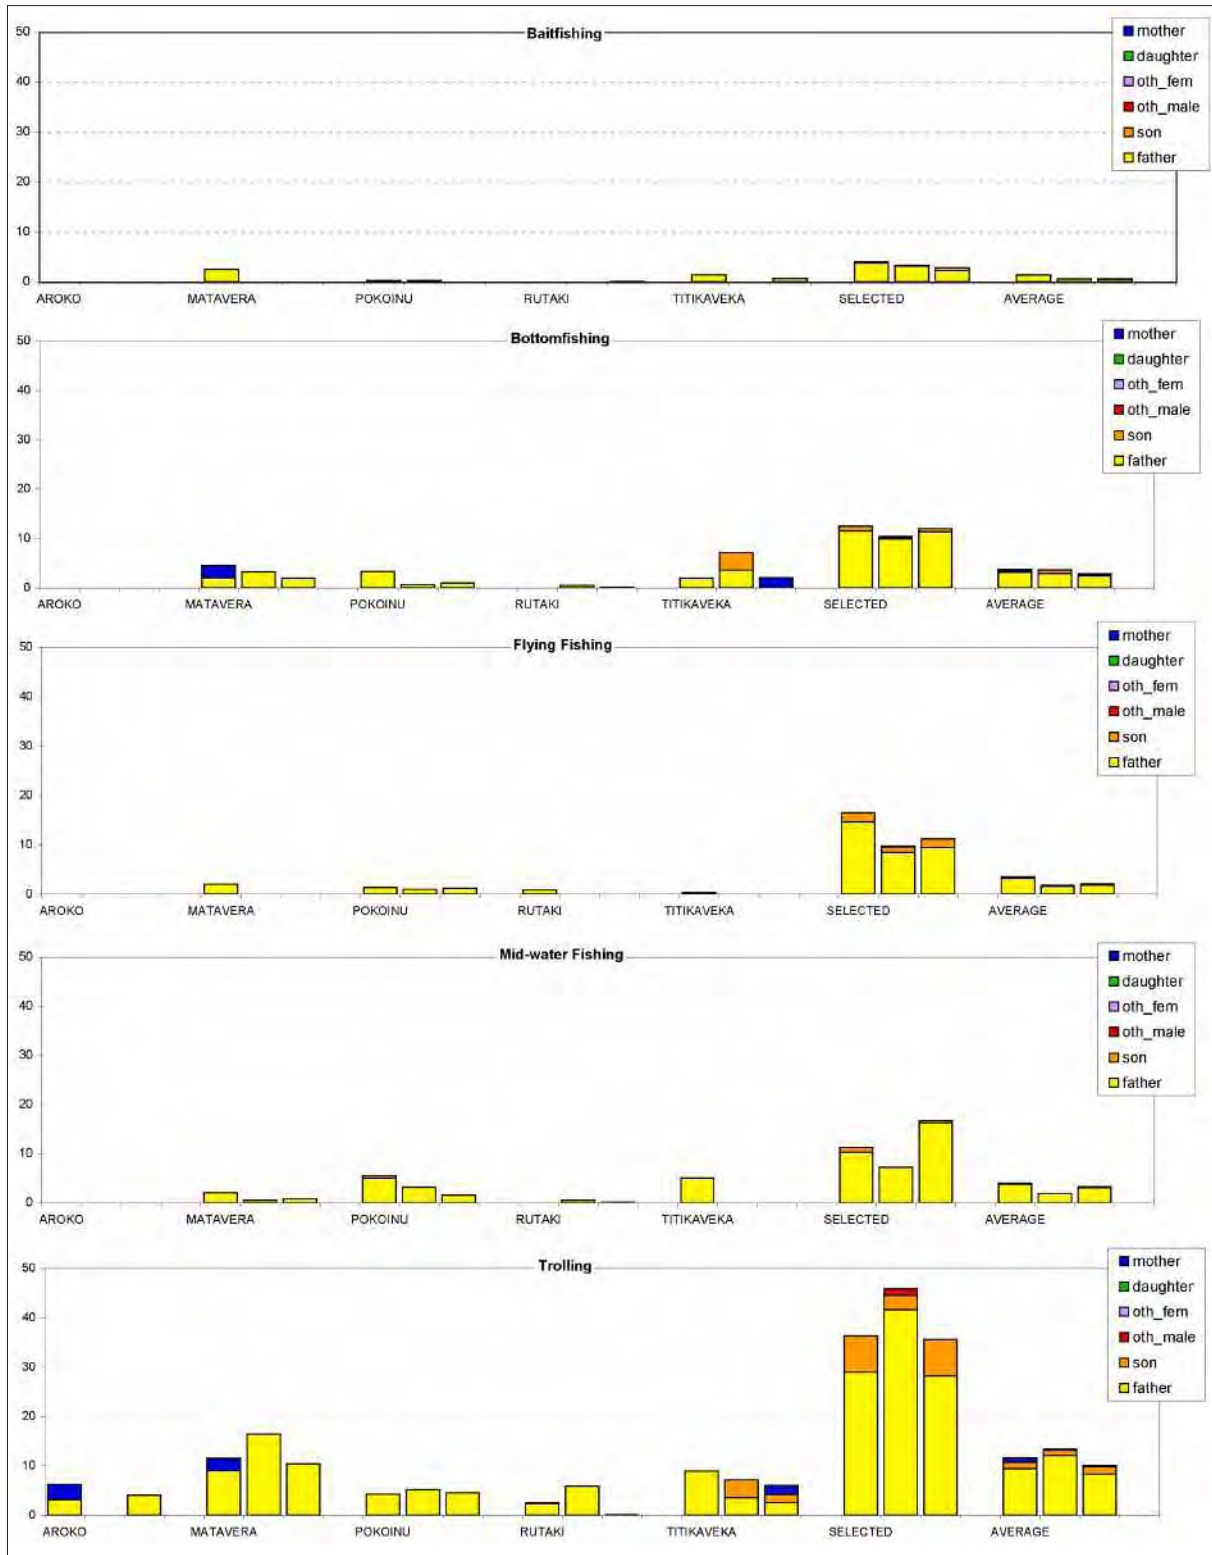 Baitfishing
50
40
30
20
10
0
AROKO MATAVERA POKOINU RUTAKI TITIKAVEKA SELECTED AVERAGE
mother
daughter
oth_fem
oth_male
son
father
Bottomfishing
50
40
30
20
10
0
AROKO MATAVERA POKOINU RUTAKI TITIKAVEKA SELECTED AVERAGE
mother
daughter
oth_fem
oth_male
son
father
Flying Fishing
50
40
30
20
10
0
AROKO MATAVERA POKOINU RUTAKI TITIKAVEKA SELECTED AVERAGE
mother
daughter
oth_fem
oth_male
son
father
Mid-water Fishing
50
40
30
20
10
0
AROKO MATAVERA POKOINU RUTAKI TITIKAVEKA SELECTED AVERAGE
mother
daughter
oth_fem
oth_male
son
father
Trolling
50
40
30
20
10
0
AROKO MATAVERA POKOINU RUTAKI TITIKAVEKA SELECTED AVERAGE
mother
daughter
oth_fem
oth_male
son
father